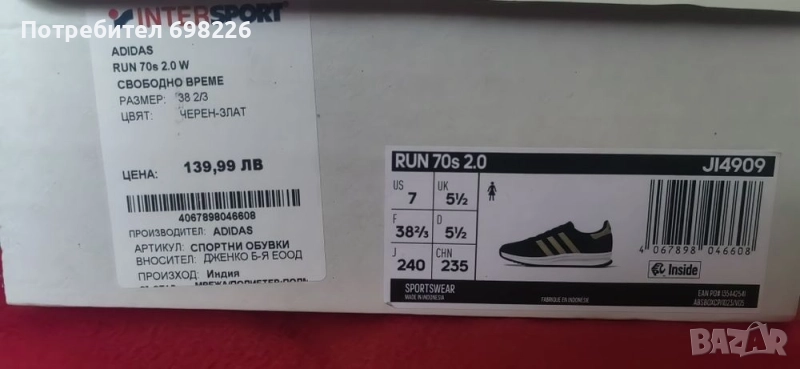 Потребител 698226
INTERSPORT
ADIDAS
RUN 70s 2.0 W
СВОБОДНО ВРЕМЕ
РАЗМЕР: 38 2/3
ЦВЯТ: ЧЕРЕН-ЗЛАТ
ЦЕНА: 139,99 ЛВ
4067898046608
ПРОИЗВОДИТЕЛ: ADIDAS
АРТИКУЛ: СПОРТНИ ОБУВКИ
ВНОСИТЕЛ: ДЖЕНКО Б-Я ЕООД
ПРОИЗХОД: Индия
RUN 70s 2.0
JI4909
US 7
UK 5½
F 38⅔
D 5½
J 240
CHN 235
4 067898 046608
Inside
SPORTSWEAR
MADE IN INDONESIA
FABRIQUE EN INDONESIE
BAZAR